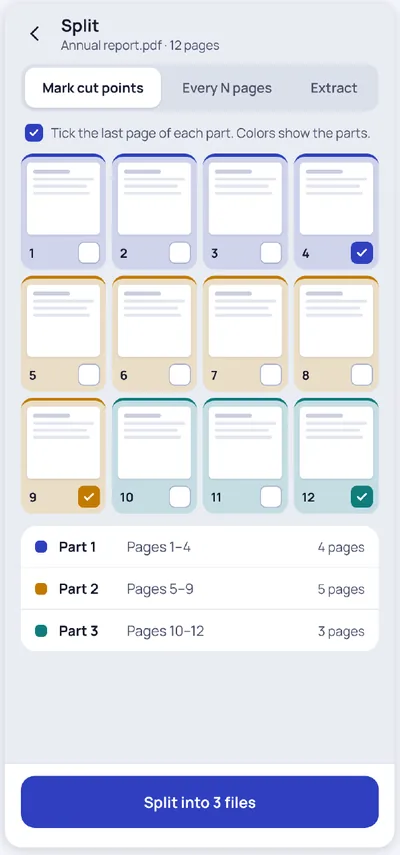 Split
Annual report.pdf · 12 pages
Mark cut points Every N pages Extract
Tick the last page of each part. Colors show the parts.
1 2 3 4
5 6 7 8
9 10 11 12
Part 1 Pages 1–4 4 pages
Part 2 Pages 5–9 5 pages
Part 3 Pages 10–12 3 pages
Split into 3 files